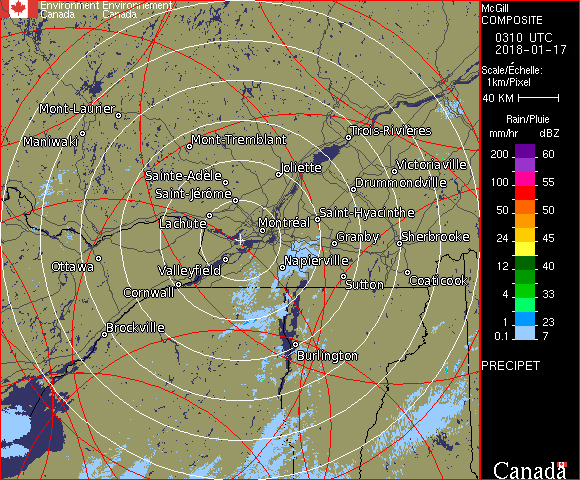 Environment Environnement
Canada Canada
McGill
COMPOSITE
0310 UTC
2018-01-17
Scale/Échelle:
1km/Pixel
40 KM
Rain/Pluie
mm/hr dBZ
200 60
100 55
50 50
24 45
12 40
4 33
1 23
0.1 7
PRECIPET
Canada
Mont-Laurier
Maniwaki
Mont-Tremblant
Trois-Rivières
Sainte-Adèle
Joliette
Victoriaville
Saint-Jérôme
Drummondville
Lachute
Montréal
Saint-Hyacinthe
Granby
Sherbrooke
Ottawa
Valleyfield
Napierville
Cornwall
Sutton
Coaticook
Brockville
Burlington